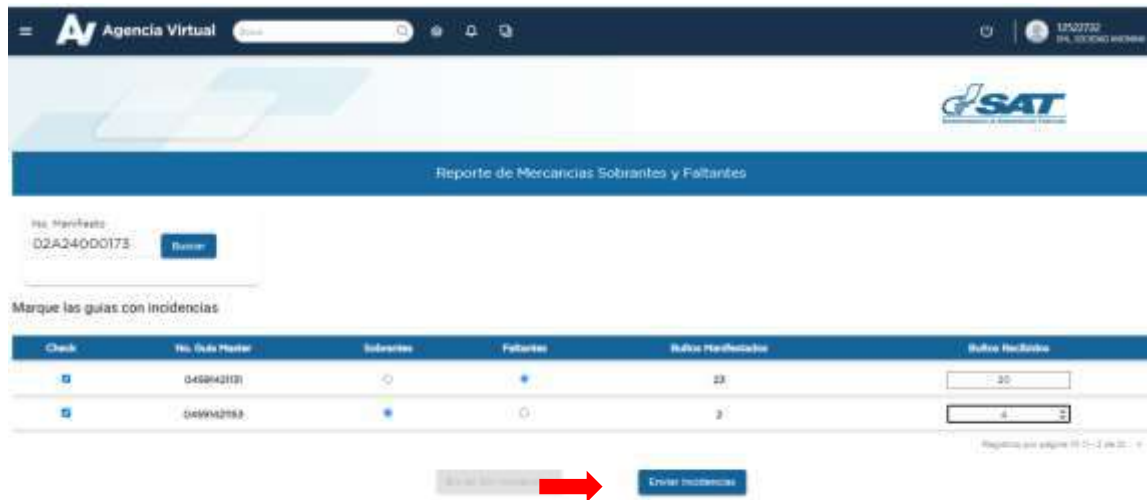 Agencia Virtual
12522732
SAT
Reporte de Mercancias Sobrantes y Faltantes
No. Manifiesto
02A24000173 Buscar
Marque las guias con incidencias
Check No. Guia Master Sobrantes Faltantes Bultos Manifestados Bultos Recibidos
23 20
2 4
Enviar Incidencias